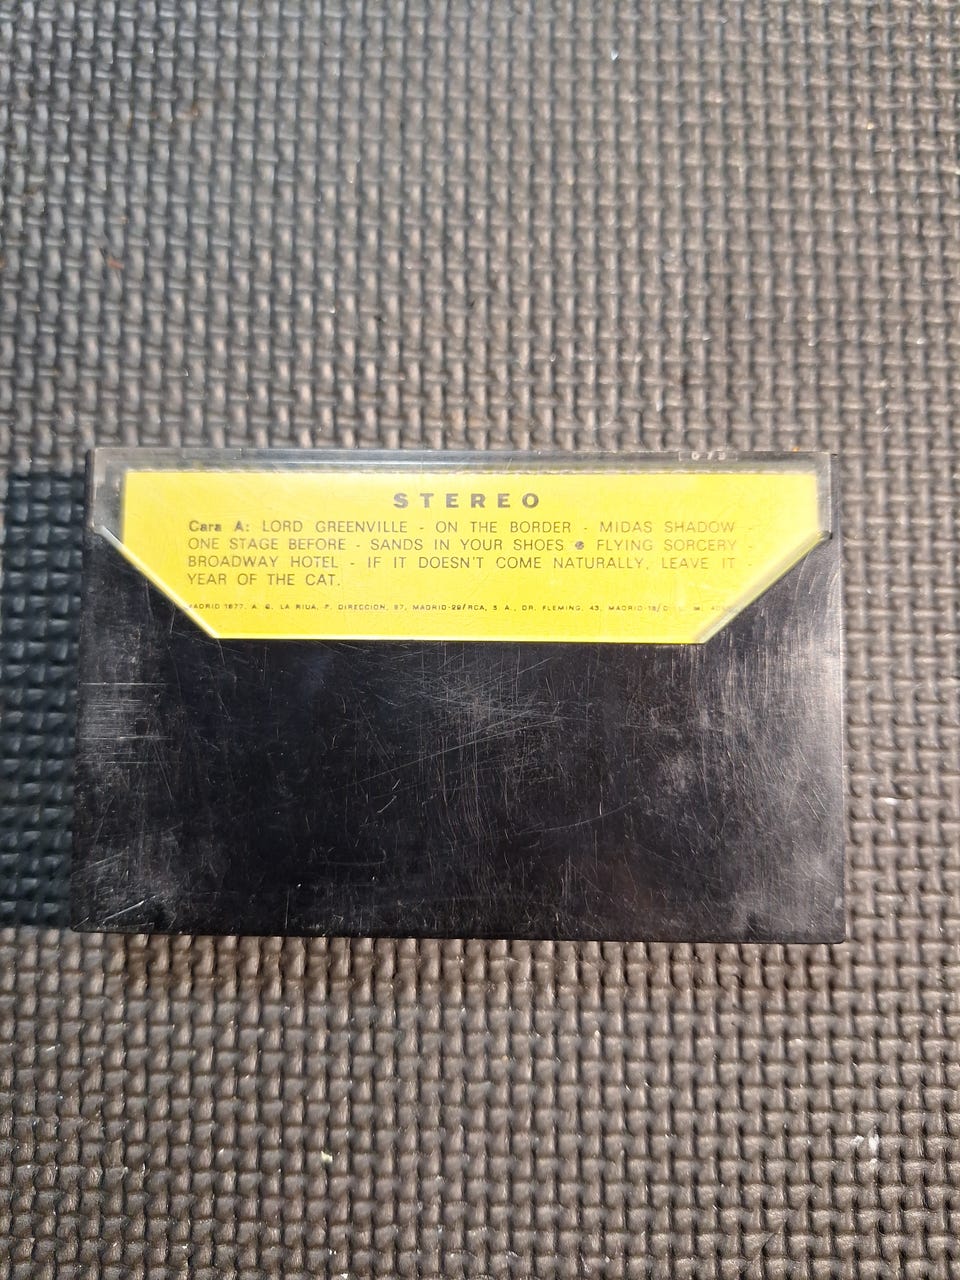 STEREO
Cara A: LORD GREENVILLE - ON THE BORDER - MIDAS SHADOW -
ONE STAGE BEFORE - SANDS IN YOUR SHOES ● FLYING SORCERY -
BROADWAY HOTEL - IF IT DOESN'T COME NATURALLY, LEAVE IT -
YEAR OF THE CAT.
MADRID 1977. A. G. LA RIUA, P. DIRECCION, 97, MADRID-29/RCA, S. A., DR. FLEMING, 43, MADRID-16/D